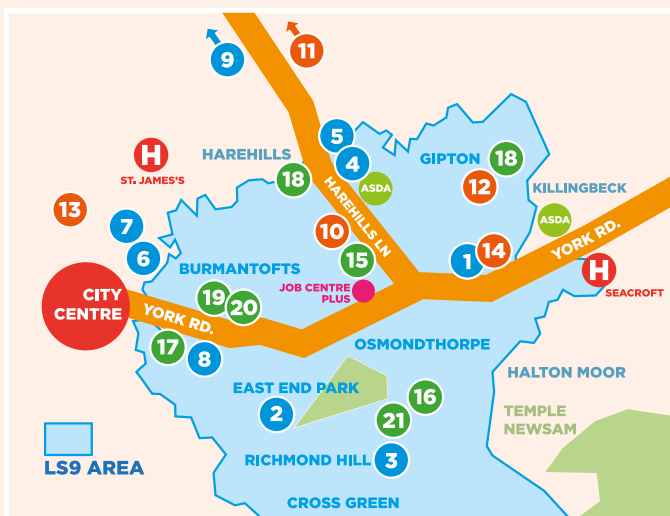 11
9
5
H
HAREHILLS
4
GIPTON
18
ST. JAMES'S
18
ASDA
12
KILLINGBECK
13
HAREHILLS LN
ASDA
7
10
YORK RD.
6
15
1
14
BURMANTOFTS
H
JOB CENTRE
PLUS
SEACROFT
CITY
CENTRE
19
20
YORK RD.
17
8
OSMONDTHORPE
HALTON MOOR
EAST END PARK
16
2
21
TEMPLE
NEWSAM
RICHMOND HILL
3
LS9 AREA
CROSS GREEN